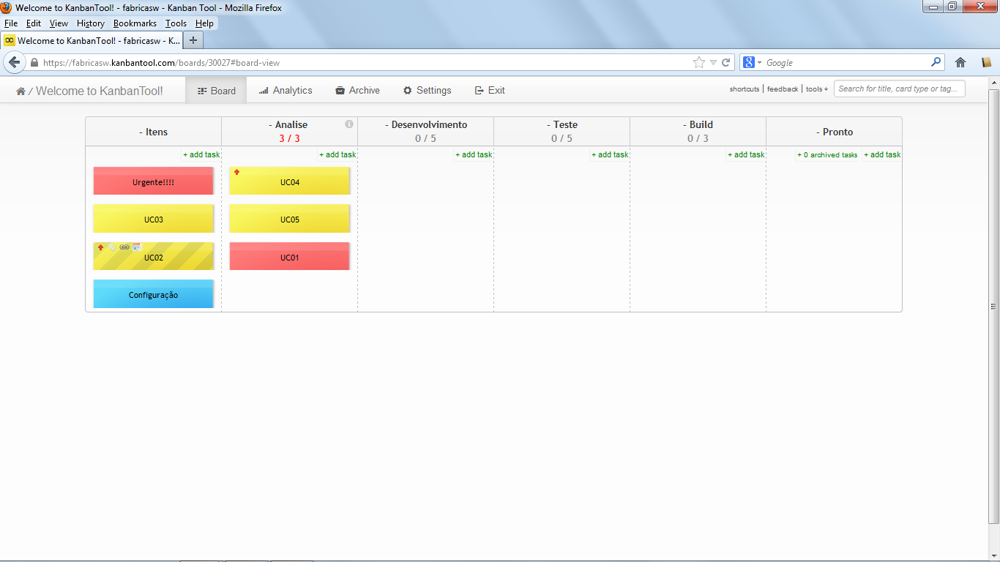 Welcome to KanbanTool! - fabricasw - Kanban Tool - Mozilla Firefox
File Edit View History Bookmarks Tools Help
Welcome to KanbanTool! - fabricasw - K... +
https://fabricasw.kanbantool.com/boards/30027#board-view Google
/ Welcome to KanbanTool! Board Analytics Archive Settings Exit shortcuts | feedback | tools + Search for title, card type or tag...
- Itens - Analise - Desenvolvimento - Teste - Build - Pronto
3 / 3 0 / 5 0 / 5 0 / 3
+ add task + add task + add task + add task + add task + 0 archived tasks + add task
Urgente!!!! UC04
UC03 UC05
UC02 UC01
Configuração